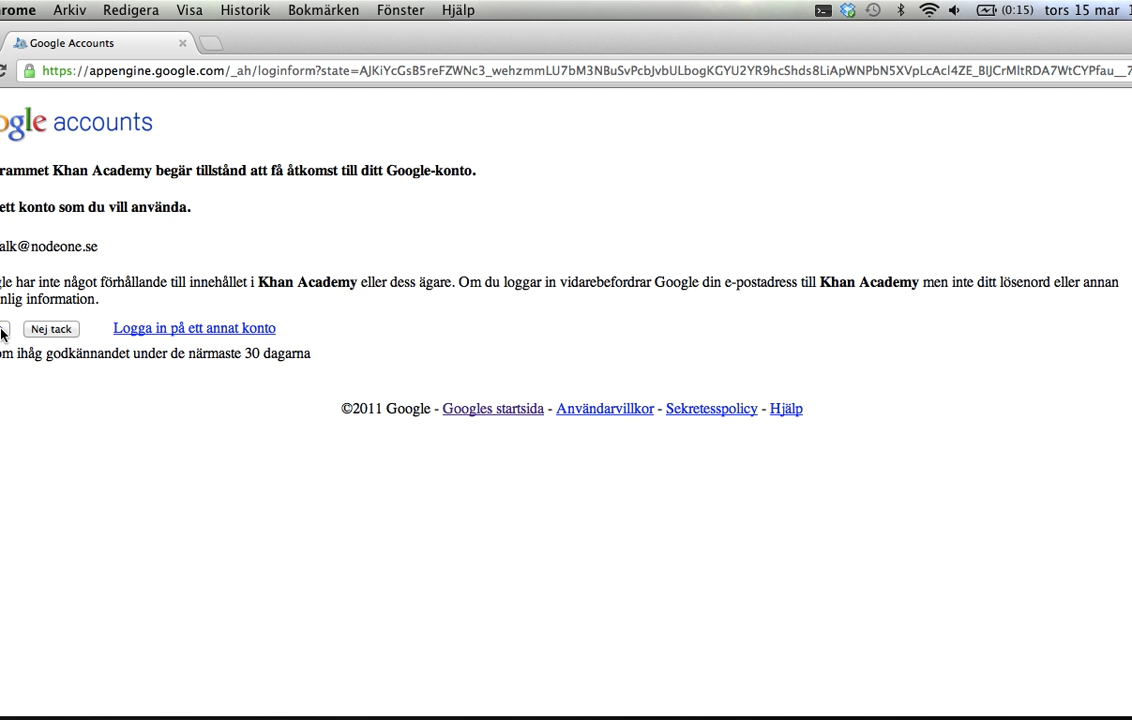 rome Arkiv Redigera Visa Historik Bokmärken Fönster Hjälp (0:15) tors 15 mar 1
Google Accounts
https://appengine.google.com/_ah/loginform?state=
ogle accounts
rammet Khan Academy begär tillstånd att få åtkomst till ditt Google-konto.
ett konto som du vill använda.
alk@nodeone.se
le har inte något förhållande till innehållet i Khan Academy eller dess ägare. Om du loggar in vidarebefordrar Google din e-postadress till Khan Academy men inte ditt lösenord eller annan
nlig information.
Nej tack Logga in på ett annat konto
om ihåg godkännandet under de närmaste 30 dagarna
©2011 Google - Googles startsida - Användarvillkor - Sekretesspolicy - Hjälp